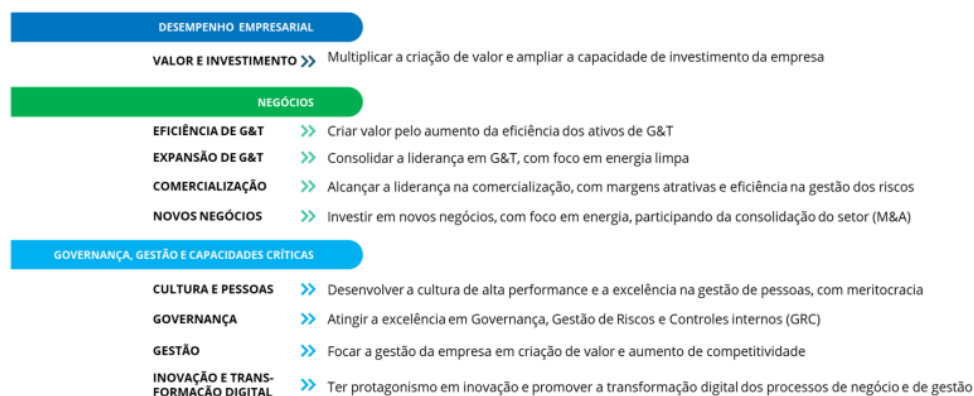 DESEMPENHO EMPRESARIAL
VALOR E INVESTIMENTO >> Multiplicar a criação de valor e ampliar a capacidade de investimento da empresa
NEGÓCIOS
EFICIÊNCIA DE G&T >> Criar valor pelo aumento da eficiência dos ativos de G&T
EXPANSÃO DE G&T >> Consolidar a liderança em G&T, com foco em energia limpa
COMERCIALIZAÇÃO >> Alcançar a liderança na comercialização, com margens atrativas e eficiência na gestão dos riscos
NOVOS NEGÓCIOS >> Investir em novos negócios, com foco em energia, participando da consolidação do setor (M&A)
GOVERNANÇA, GESTÃO E CAPACIDADES CRÍTICAS
CULTURA E PESSOAS >> Desenvolver a cultura de alta performance e a excelência na gestão de pessoas, com meritocracia
GOVERNANÇA >> Atingir a excelência em Governança, Gestão de Riscos e Controles internos (GRC)
GESTÃO >> Focar a gestão da empresa em criação de valor e aumento de competitividade
INOVAÇÃO E TRANS-
FORMAÇÃO DIGITAL >> Ter protagonismo em inovação e promover a transformação digital dos processos de negócio e de gestão